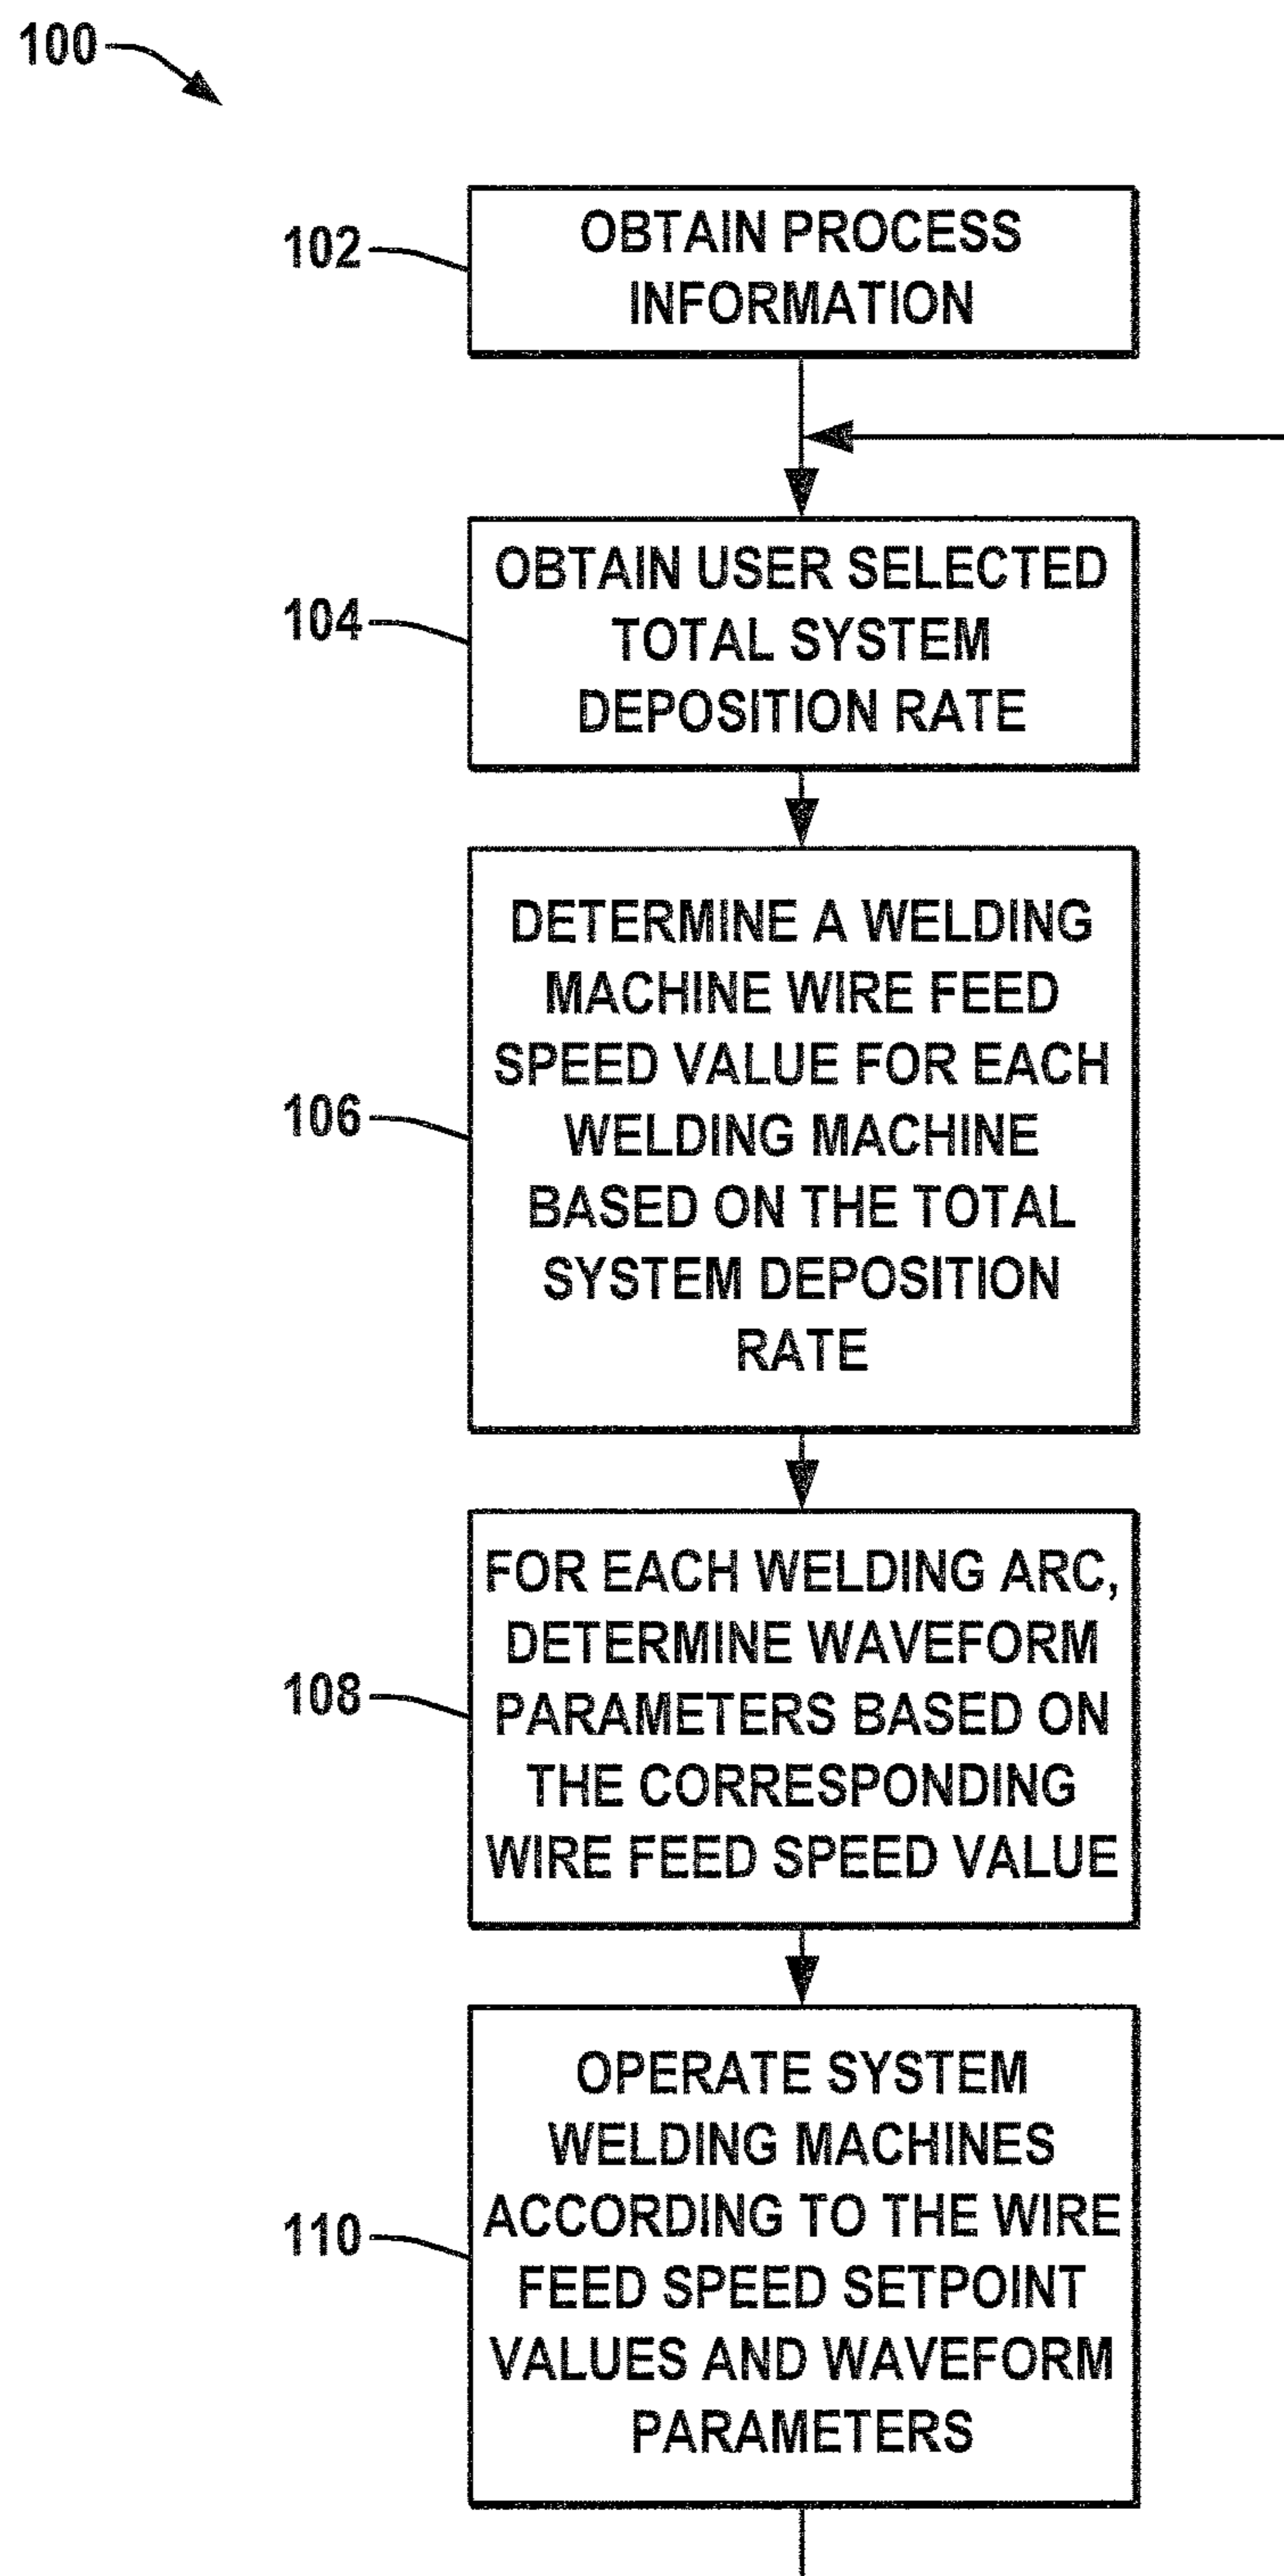 100
102
OBTAIN PROCESS
INFORMATION
104
OBTAIN USER SELECTED
TOTAL SYSTEM
DEPOSITION RATE
106
DETERMINE A WELDING
MACHINE WIRE FEED
SPEED VALUE FOR EACH
WELDING MACHINE
BASED ON THE TOTAL
SYSTEM DEPOSITION
RATE
108
FOR EACH WELDING ARC,
DETERMINE WAVEFORM
PARAMETERS BASED ON
THE CORRESPONDING
WIRE FEED SPEED VALUE
110
OPERATE SYSTEM
WELDING MACHINES
ACCORDING TO THE WIRE
FEED SPEED SETPOINT
VALUES AND WAVEFORM
PARAMETERS